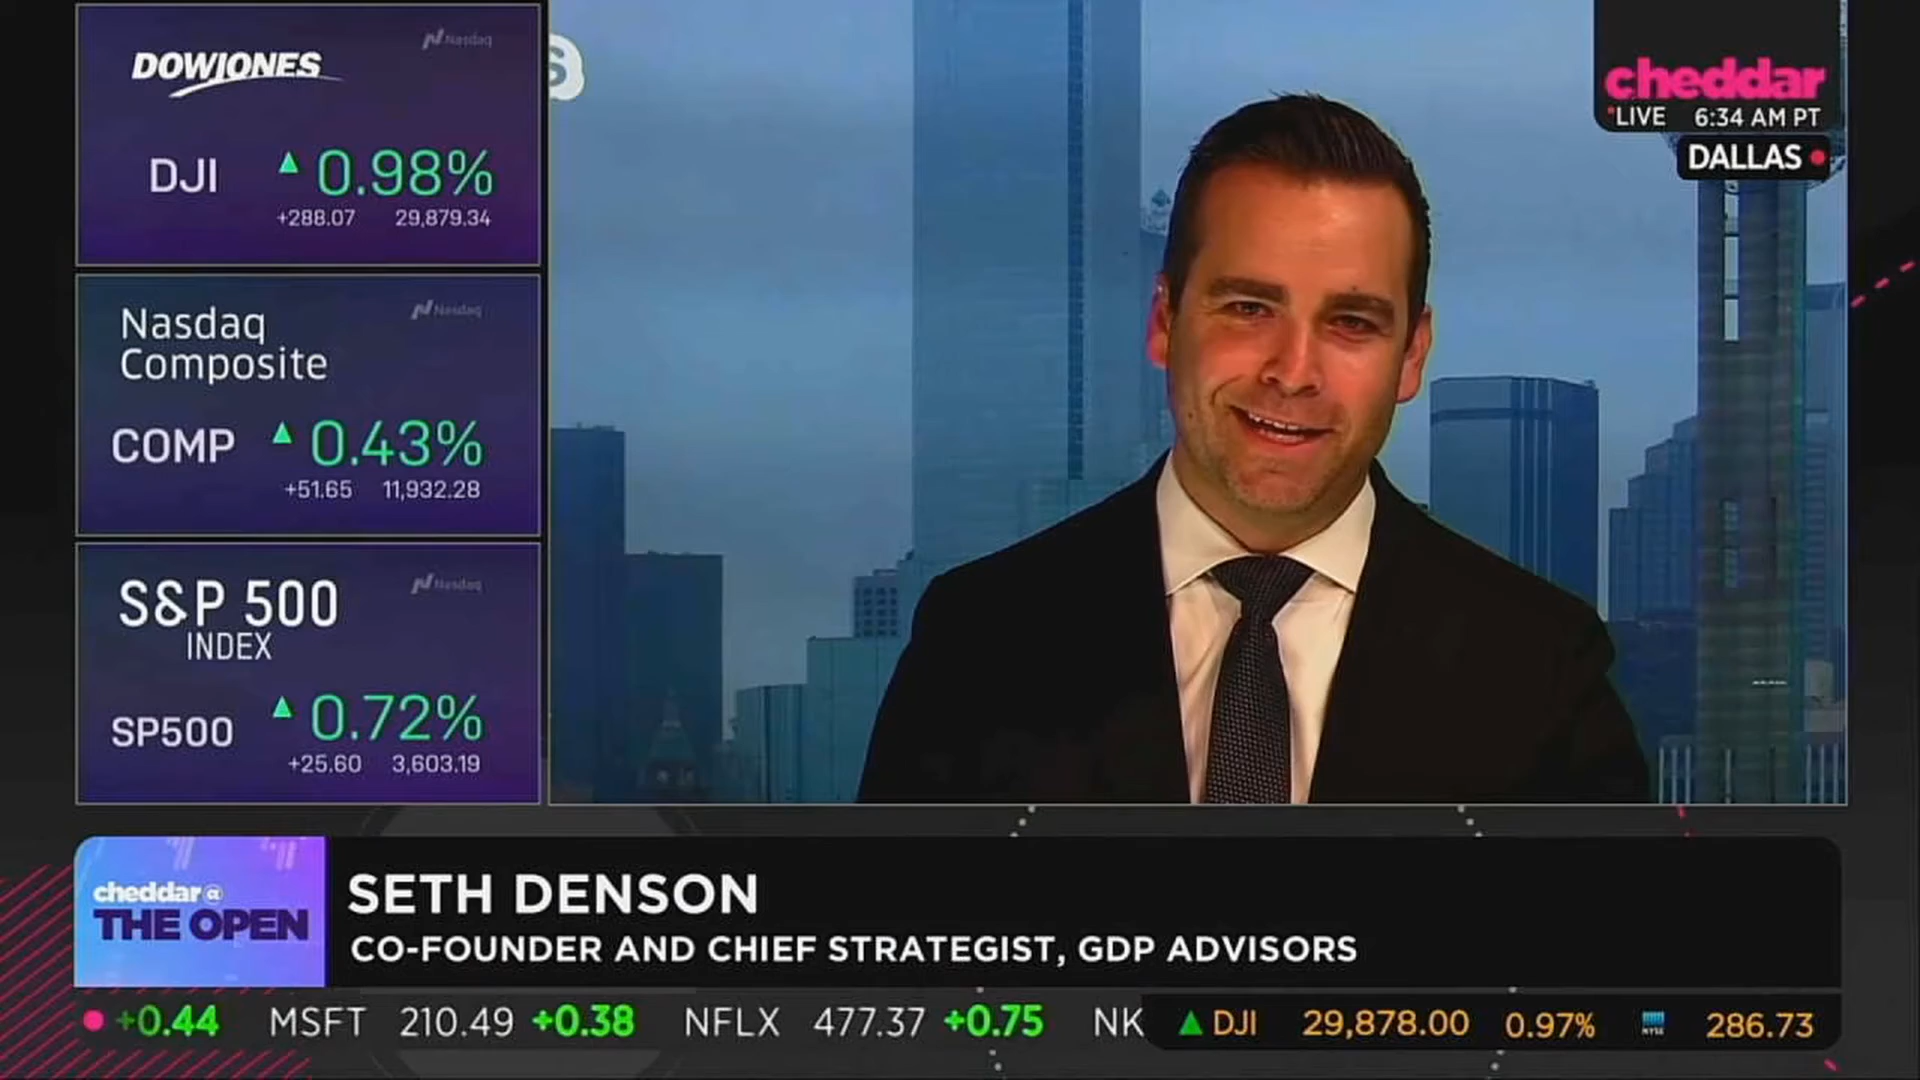 DOWJONES
Nasdaq
DJI ▲ 0.98%
+288.07 29,879.34
Nasdaq
Nasdaq
Composite
COMP ▲ 0.43%
+51.65 11,932.28
Nasdaq
S&P 500
INDEX
SP500 ▲ 0.72%
+25.60 3,603.19
S
cheddar
LIVE 6:34 AM PT
DALLAS
cheddar@
THE OPEN
SETH DENSON
CO-FOUNDER AND CHIEF STRATEGIST, GDP ADVISORS
+0.44 MSFT 210.49 +0.38 NFLX 477.37 +0.75 NK
▲ DJI 29,878.00 0.97% NYSE 286.73